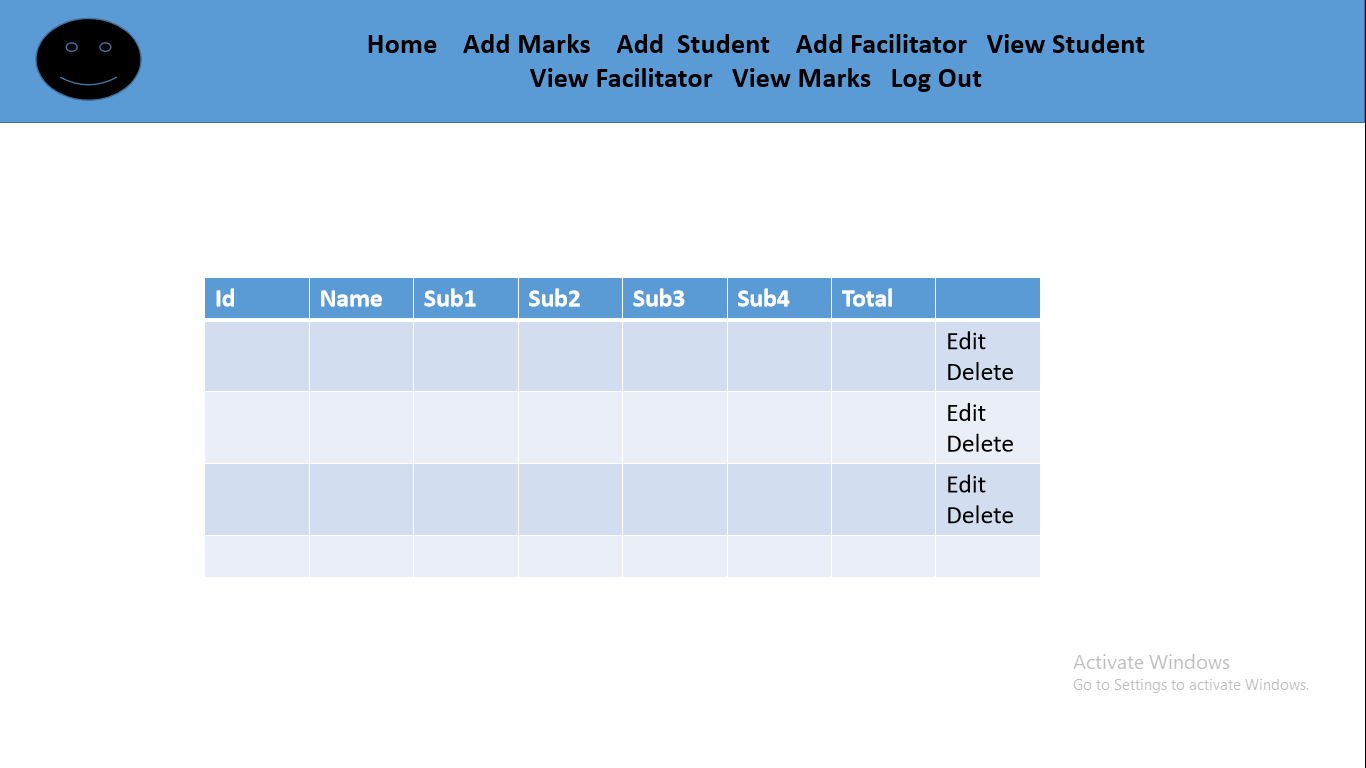 Home Add Marks Add Student Add Facilitator View Student
View Facilitator View Marks Log Out
Id Name Sub1 Sub2 Sub3 Sub4 Total
Edit
Delete
Edit
Delete
Edit
Delete
Activate Windows
Go to Settings to activate Windows.